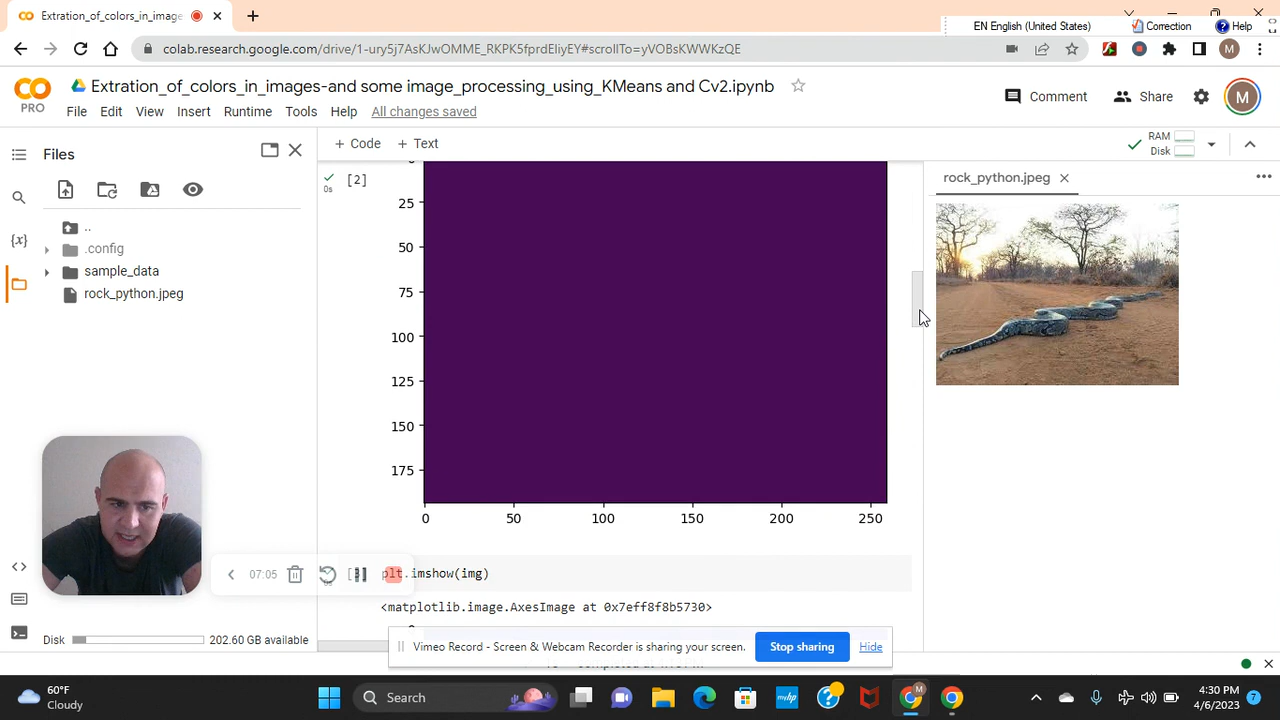 Extration_of_colors_in_image
EN English (United States)
Correction
Help
colab.research.google.com/drive/1-ury5j7AsKJwOMME_RKPK5fprdEliyEY#scrollTo=yVOBsKWWKzQE
M
PRO
Extration_of_colors_in_images-and some image_processing_using_KMeans and Cv2.ipynb
Comment
Share
M
File Edit View Insert Runtime Tools Help All changes saved
+ Code + Text
RAM
Disk
Files
rock_python.jpeg
[2]
0s
..
.config
{x}
sample_data
rock_python.jpeg
25
50
75
100
125
150
175
0 50 100 150 200 250
07:05
plt.imshow(img)
<matplotlib.image.AxesImage at 0x7eff8f8b5730>
Disk
202.60 GB available
Vimeo Record - Screen & Webcam Recorder is sharing your screen.
Stop sharing
Hide
60°F
Cloudy
Search
hp
M
4:30 PM
4/6/2023
7